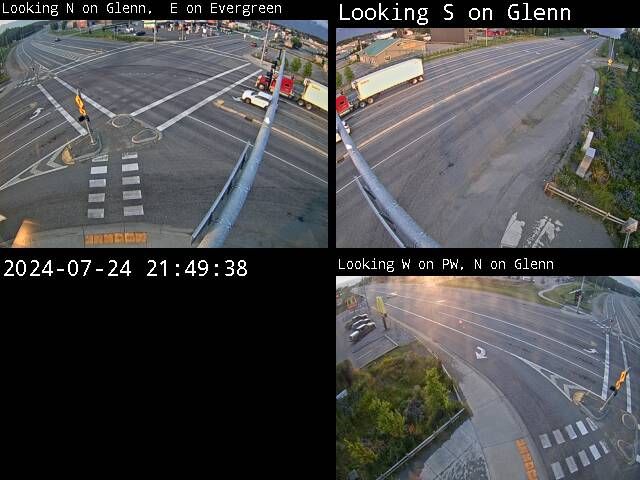 Looking N on Glenn,  E on Evergreen
Looking S on Glenn
2024-07-24 21:49:38
Looking W on PW, N on Glenn